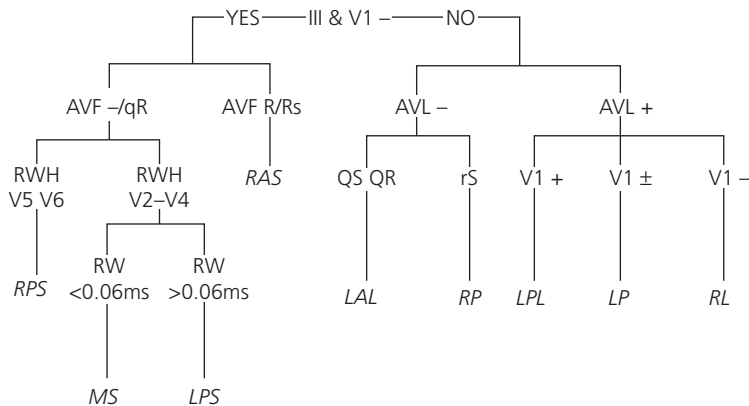 YES III & V1 – NO
AVF –/qR AVF R/Rs AVL – AVL +
RWH RWH RAS QS QR rS V1 + V1 ± V1 –
V5 V6 V2–V4
RW RW
RPS <0.06ms >0.06ms LAL RP LPL LP RL
MS LPS